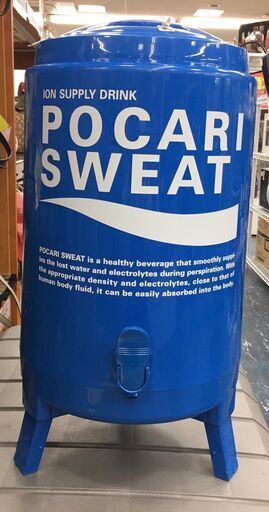 ION SUPPLY DRINK
POCARI
SWEAT
POCARI SWEAT is a healthy beverage that smoothly suppl-
ies the lost water and electrolytes during perspiration. With
the appropriate density and electrolytes, close to that of
human body fluid, it can be easily absorbed into the body.